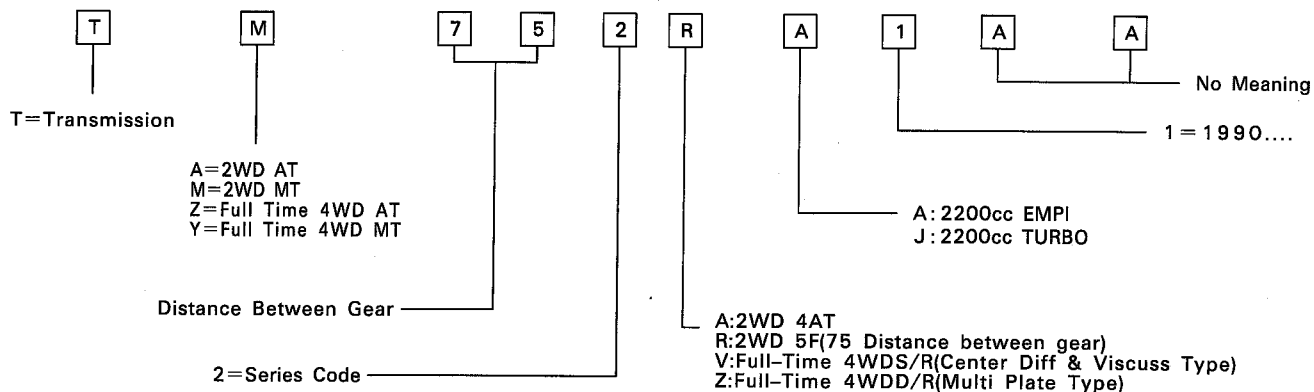 T M 7 5 2 R A 1 A A
No Meaning
T=Transmission
1=1990....
A=2WD AT
M=2WD MT
Z=Full Time 4WD AT
Y=Full Time 4WD MT
A:2200cc EMPI
J:2200cc TURBO
Distance Between Gear
A:2WD 4AT
R:2WD 5F(75 Distance between gear)
V:Full-Time 4WDS/R(Center Diff & Viscuss Type)
Z:Full-Time 4WDD/R(Multi Plate Type)
2=Series Code